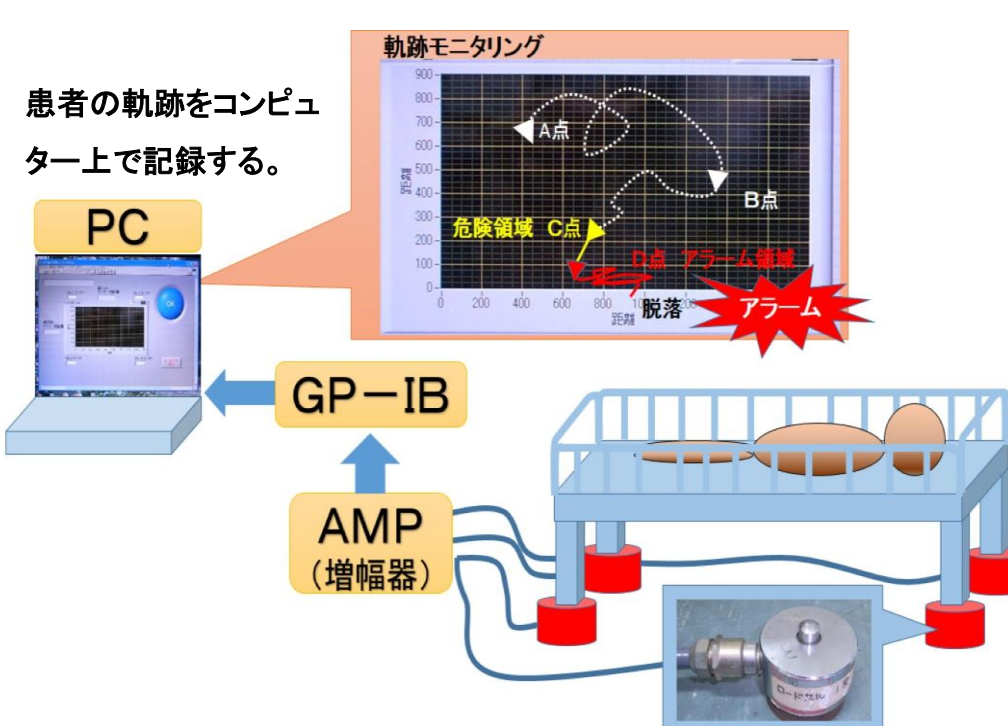 軌跡モニタリング
患者の軌跡をコンピュ
ター上で記録する。
PC
OK
900
800
700
600
500
400
300
200
100
0
距離
A点
B点
危険領域 C点
D点 アラーム領域
0
200
400
600
800
距離
脱落
アラーム
GP－IB
AMP
（増幅器）
ロードセル